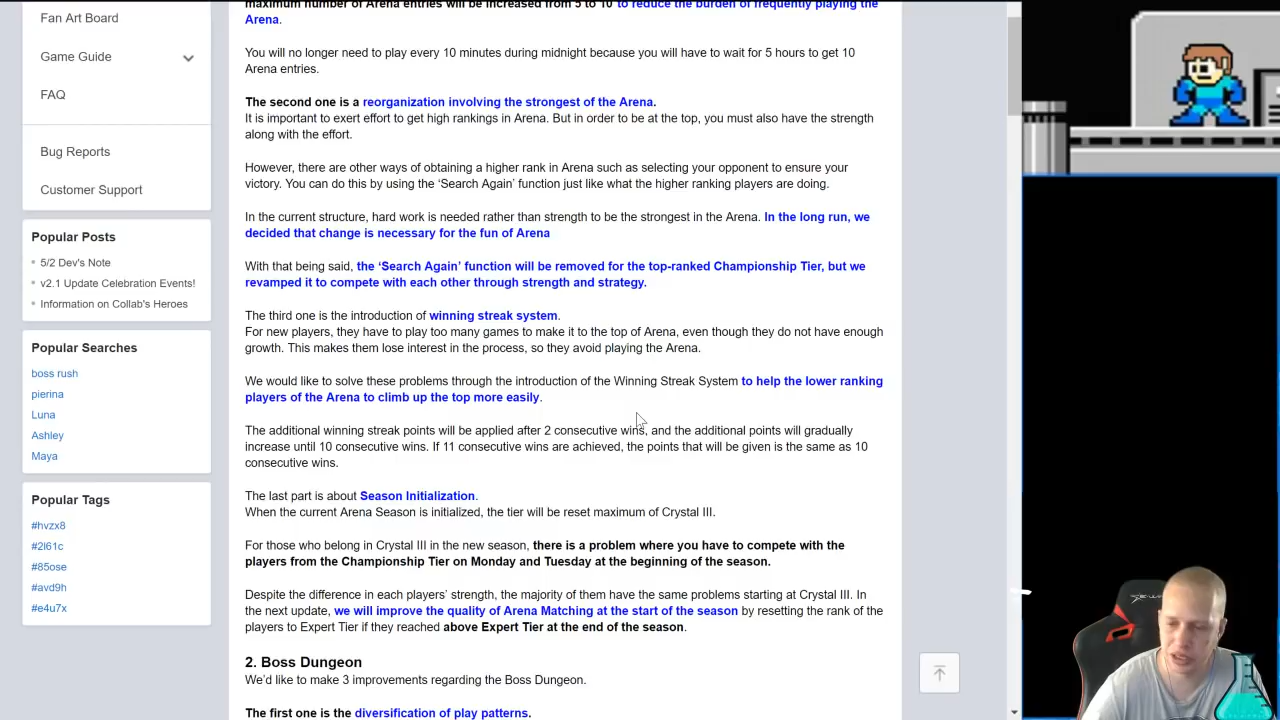 Fan Art Board
Game Guide
FAQ
Bug Reports
Customer Support
Popular Posts
5/2 Dev's Note
v2.1 Update Celebration Events!
Information on Collab's Heroes
Popular Searches
boss rush
pierina
Luna
Ashley
Maya
Popular Tags
#hvzx8
#2l61c
#85ose
#avd9h
#e4u7x
maximum number of Arena entries will be increased from 5 to 10 to reduce the burden of frequently playing the
Arena.
You will no longer need to play every 10 minutes during midnight because you will have to wait for 5 hours to get 10
Arena entries.
The second one is a reorganization involving the strongest of the Arena.
It is important to exert effort to get high rankings in Arena. But in order to be at the top, you must also have the strength
along with the effort.
However, there are other ways of obtaining a higher rank in Arena such as selecting your opponent to ensure your
victory. You can do this by using the ‘Search Again’ function just like what the higher ranking players are doing.
In the current structure, hard work is needed rather than strength to be the strongest in the Arena. In the long run, we
decided that change is necessary for the fun of Arena
With that being said, the ‘Search Again’ function will be removed for the top-ranked Championship Tier, but we
revamped it to compete with each other through strength and strategy.
The third one is the introduction of winning streak system.
For new players, they have to play too many games to make it to the top of Arena, even though they do not have enough
growth. This makes them lose interest in the process, so they avoid playing the Arena.
We would like to solve these problems through the introduction of the Winning Streak System to help the lower ranking
players of the Arena to climb up the top more easily.
The additional winning streak points will be applied after 2 consecutive wins, and the additional points will gradually
increase until 10 consecutive wins. If 11 consecutive wins are achieved, the points that will be given is the same as 10
consecutive wins.
The last part is about Season Initialization.
When the current Arena Season is initialized, the tier will be reset maximum of Crystal III.
For those who belong in Crystal III in the new season, there is a problem where you have to compete with the
players from the Championship Tier on Monday and Tuesday at the beginning of the season.
Despite the difference in each players’ strength, the majority of them have the same problems starting at Crystal III. In
the next update, we will improve the quality of Arena Matching at the start of the season by resetting the rank of the
players to Expert Tier if they reached above Expert Tier at the end of the season.
2. Boss Dungeon
We’d like to make 3 improvements regarding the Boss Dungeon.
The first one is the diversification of play patterns.